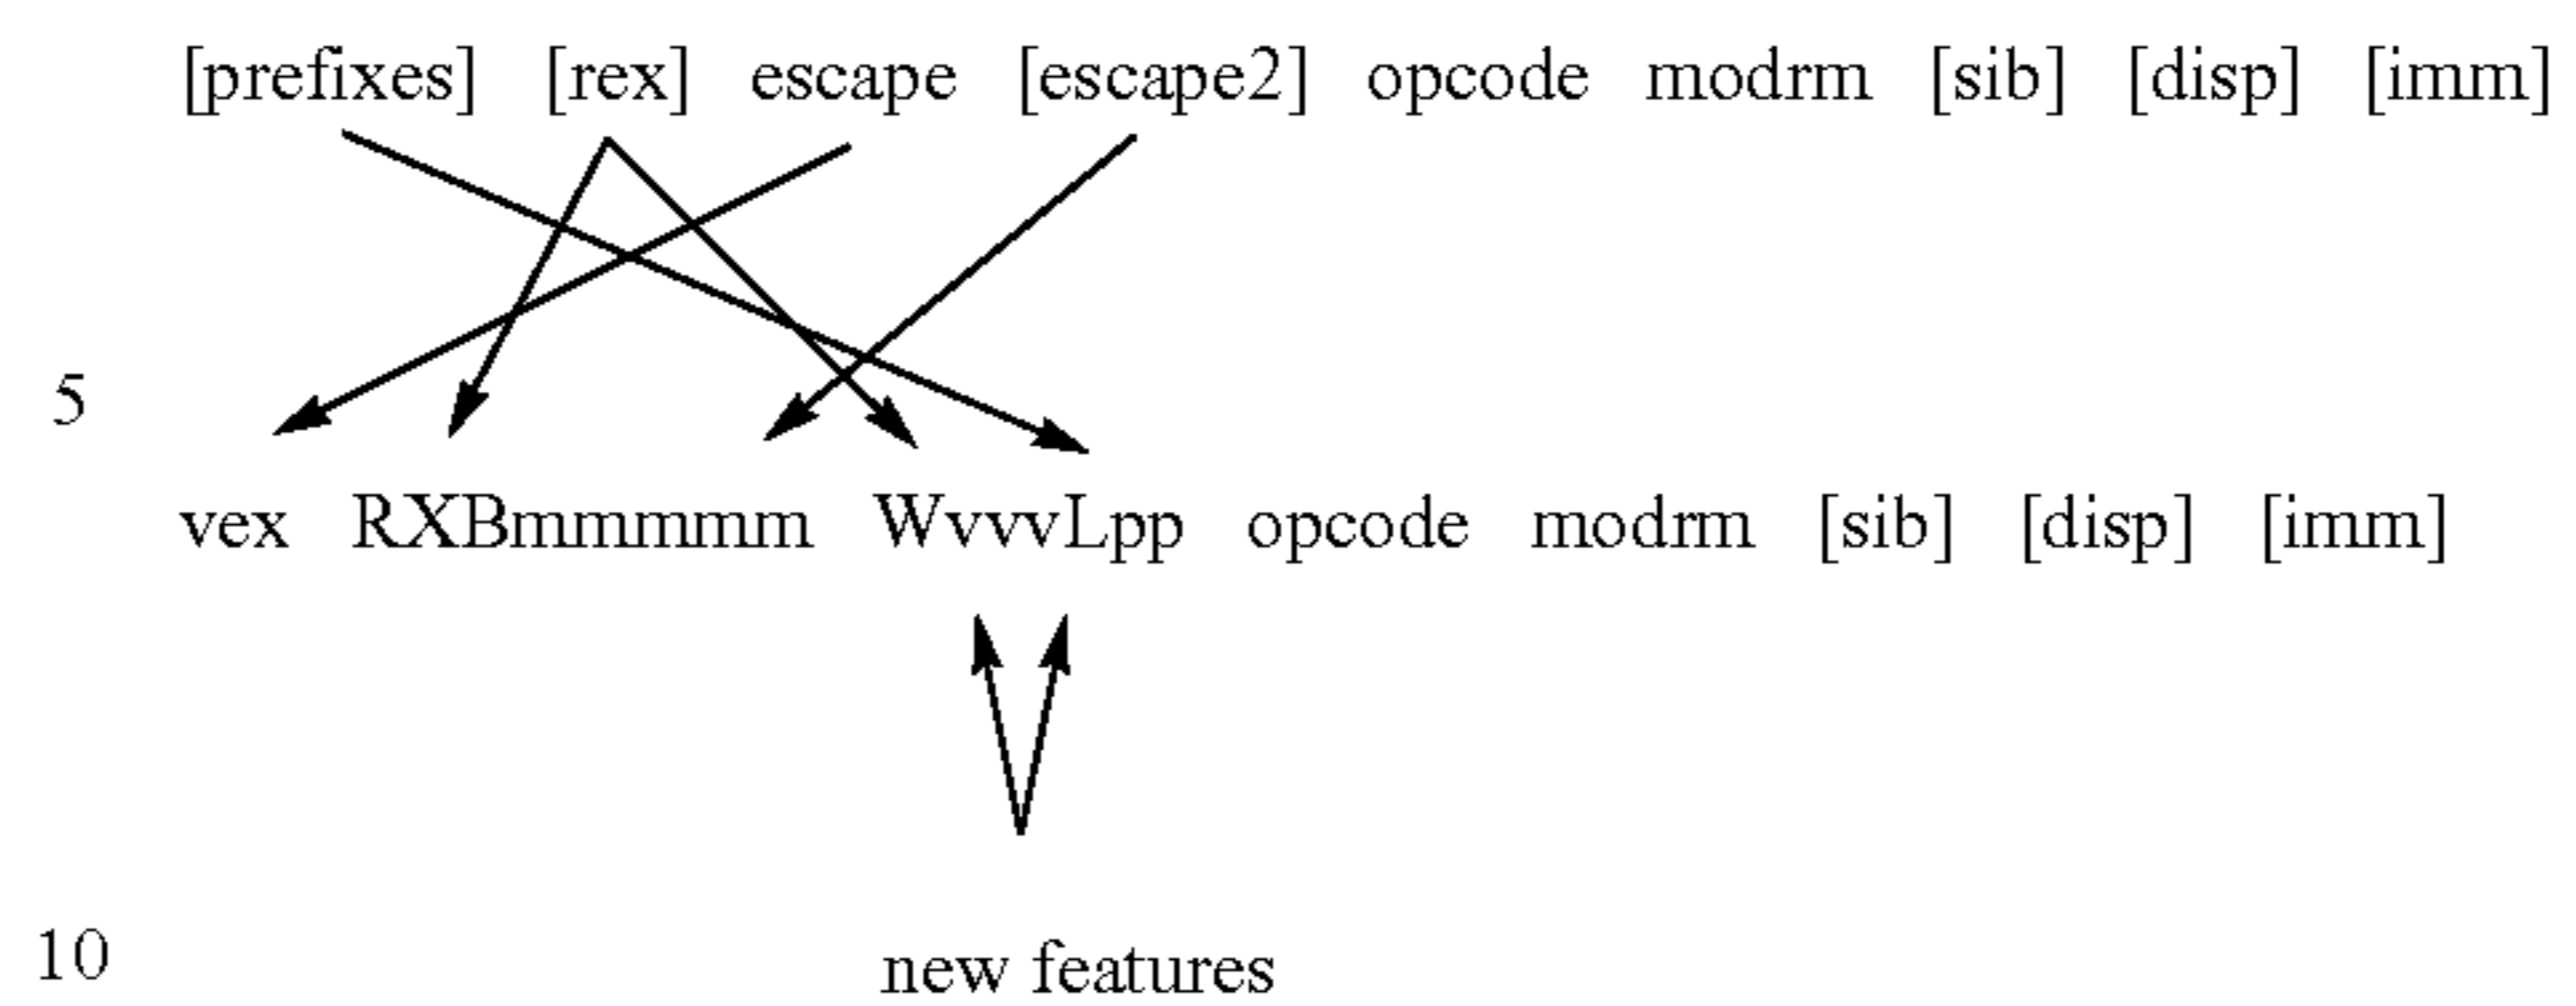 [prefixes] [rex] escape [escape2] opcode modrm [sib] [disp] [imm]
5
vex RXBmmmmm WvvvLpp opcode modrm [sib] [disp] [imm]
10
new features